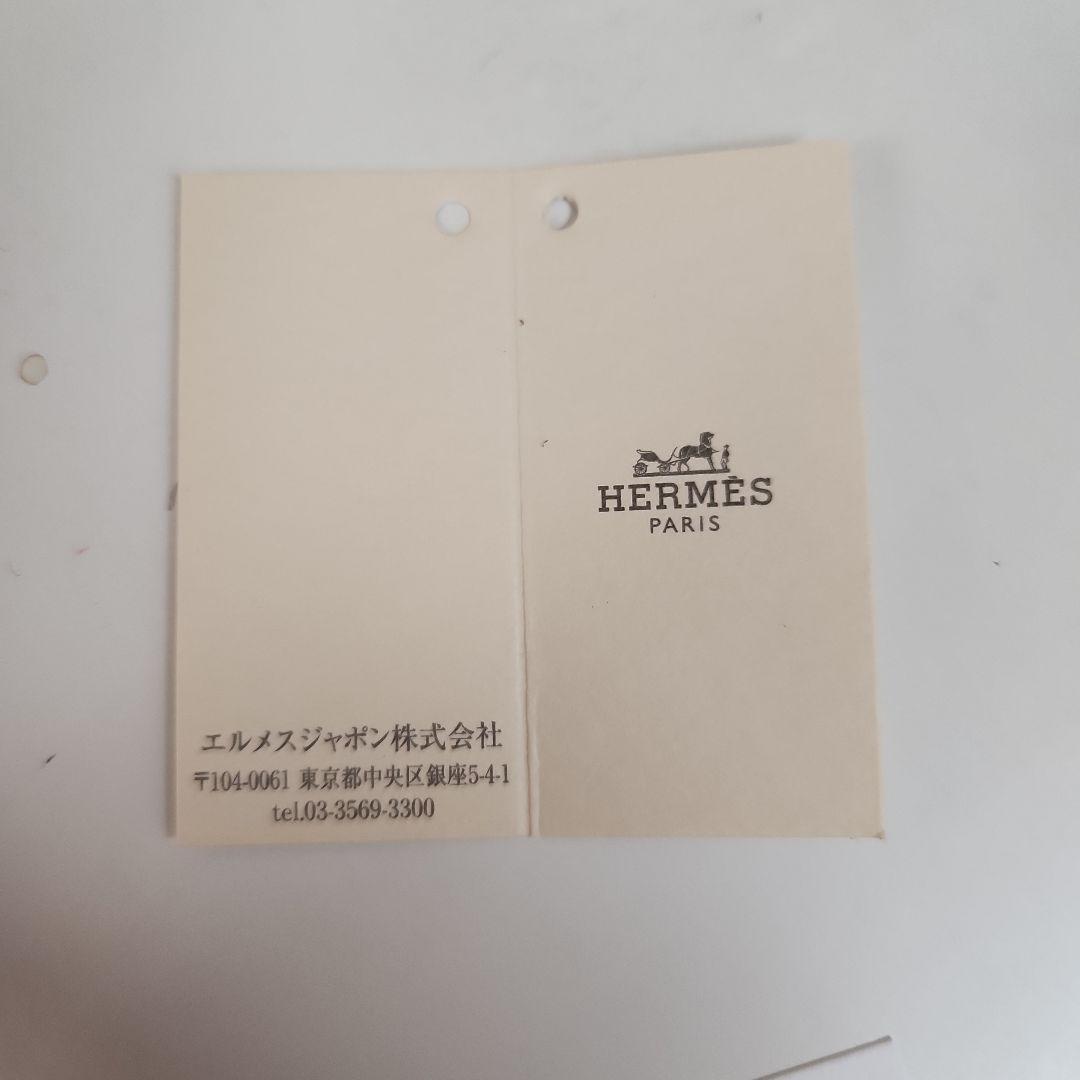 エルメスジャポン株式会社
〒104-0061 東京都中央区銀座5-4-1
tel.03-3569-3300
HERMÈS
PARIS